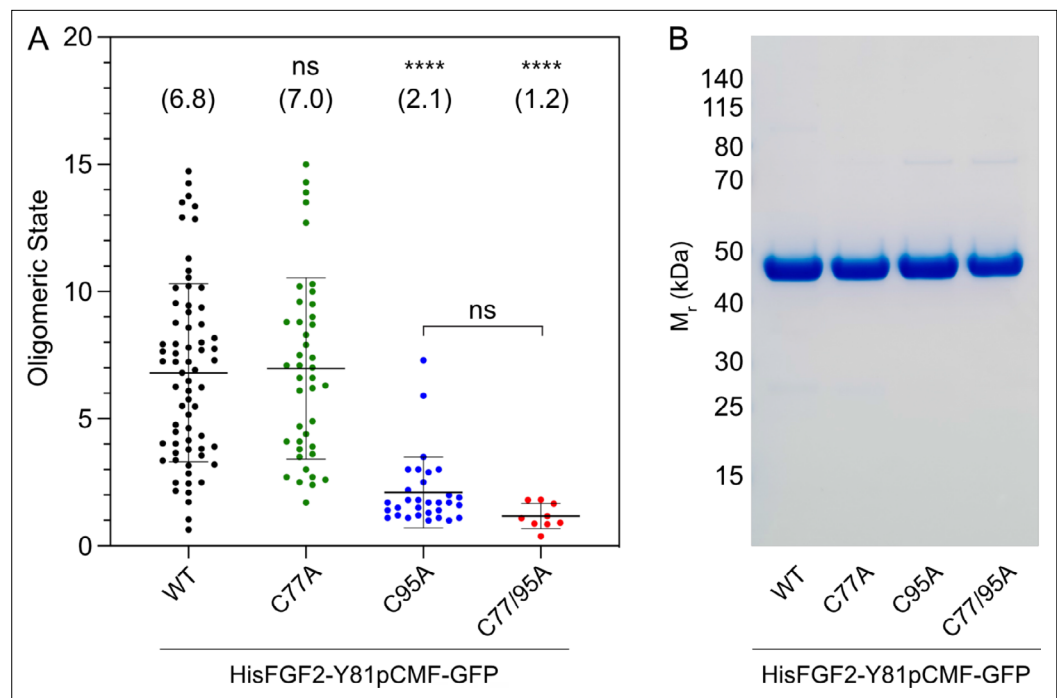 A
20
15
10
5
0
Oligomeric State
ns
****
****
(6.8)
(7.0)
(2.1)
(1.2)
ns
WT
C77A
C95A
C77/95A
HisFGF2-Y81pCMF-GFP
B
140
115
80
70
50
40
30
25
15
Mr (kDa)
WT
C77A
C95A
C77/95A
HisFGF2-Y81pCMF-GFP